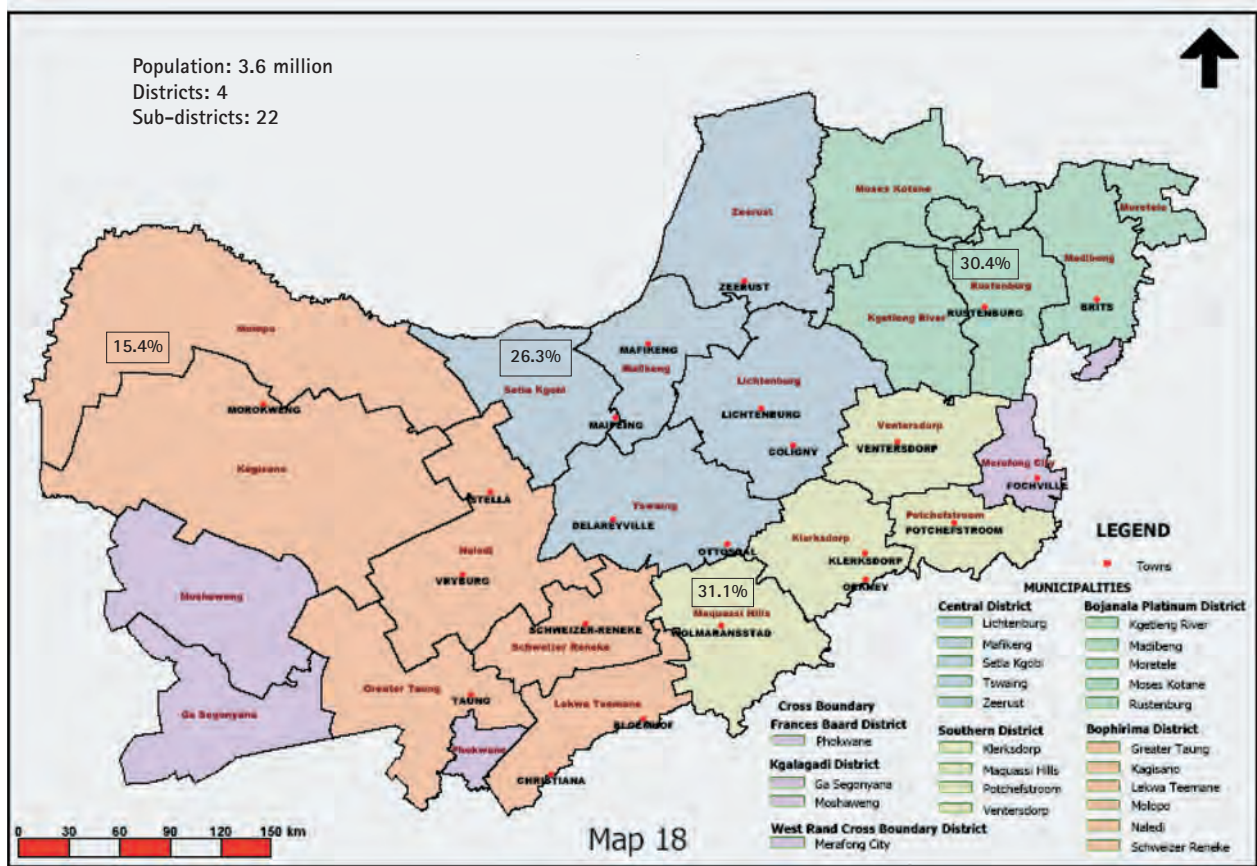 Population: 3.6 million
Districts: 4
Sub-districts: 22
Zeerust
ZEERUST
Moses Kotane
Moretele
Madibeng
BRITS
30.4%
Rustenburg
RUSTENBURG
Kgetleng River
Molopo
15.4%
MOROKWENG
Kagisano
26.3%
Setla Kgobi
MAFIKENG
Mafikeng
Lichtenburg
LICHTENBURG
COLIGNY
Ventersdorp
VENTERSDORP
Merafong City
FOCHVILLE
Potchefstroom
POTCHEFSTROOM
STELLA
Tswaing
DELAREYVILLE
OTTOSDAL
Klerksdorp
KLERKSDORP
ORKNEY
Naledi
VRYBURG
31.1%
Maquassi Hills
WOLMARANSSTAD
SCHWEIZER-RENEKE
Schweizer Reneke
Moshaweng
Ga Segonyana
Greater Taung
TAUNG
Lekwa Teemane
BLOEMHOF
Phokwane
CHRISTIANA
LEGEND
Towns
MUNICIPALITIES
Central District
Lichtenburg
Mafikeng
Setla Kgobi
Tswaing
Zeerust
Bojanala Platinum District
Kgetleng River
Madibeng
Moretele
Moses Kotane
Rustenburg
Cross Boundary
Frances Baard District
Phokwane
Kgalagadi District
Ga Segonyana
Moshaweng
West Rand Cross Boundary District
Merafong City
Southern District
Klerksdorp
Maquassi Hills
Potchefstroom
Ventersdorp
Bophirima District
Greater Taung
Kagisano
Lekwa Teemane
Molopo
Naledi
Schweizer Reneke
0 30 60 90 120 150 km
Map 18